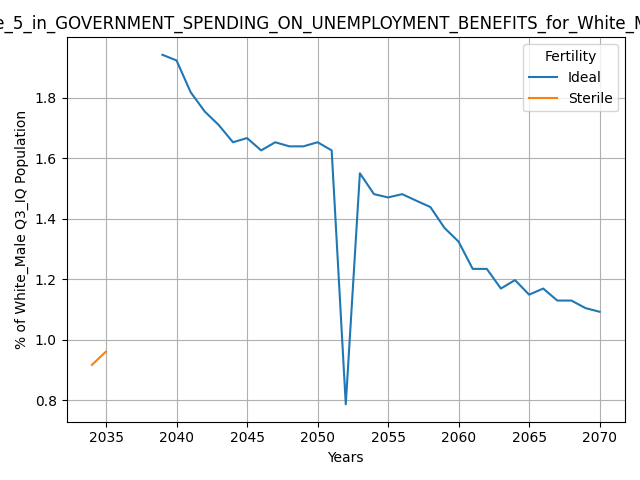 e_5_in_GOVERNMENT_SPENDING_ON_UNEMPLOYMENT_BENEFITS_for_White_M
Fertility
Ideal
Sterile
1.8
1.6
1.4
1.2
1.0
0.8
% of White_Male Q3_IQ Population
2035 2040 2045 2050 2055 2060 2065 2070
Years